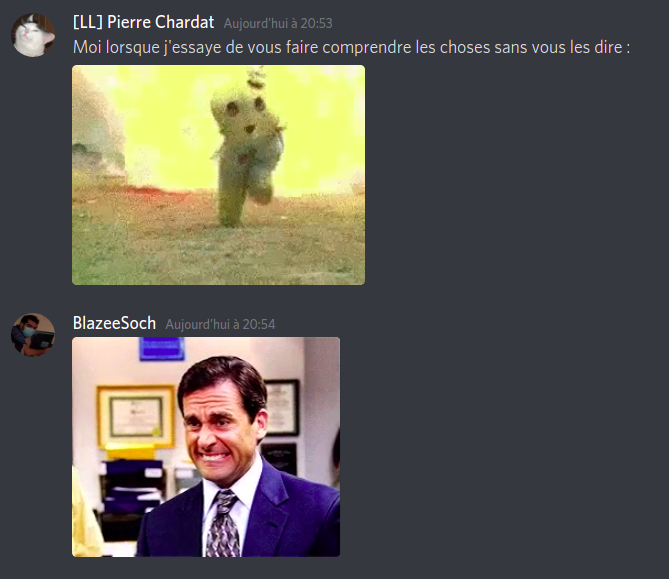 [LL] Pierre Chardat Aujourd'hui à 20:53
Moi lorsque j'essaye de vous faire comprendre les choses sans vous les dire :
BlazeeSoch Aujourd'hui à 20:54